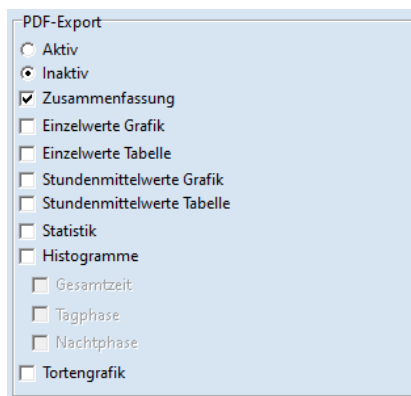 PDF-Export
Aktiv
Inaktiv
Zusammenfassung
Einzelwerte Grafik
Einzelwerte Tabelle
Stundenmittelwerte Grafik
Stundenmittelwerte Tabelle
Statistik
Histogramme
Gesamtzeit
Tagphase
Nachtphase
Tortengrafik